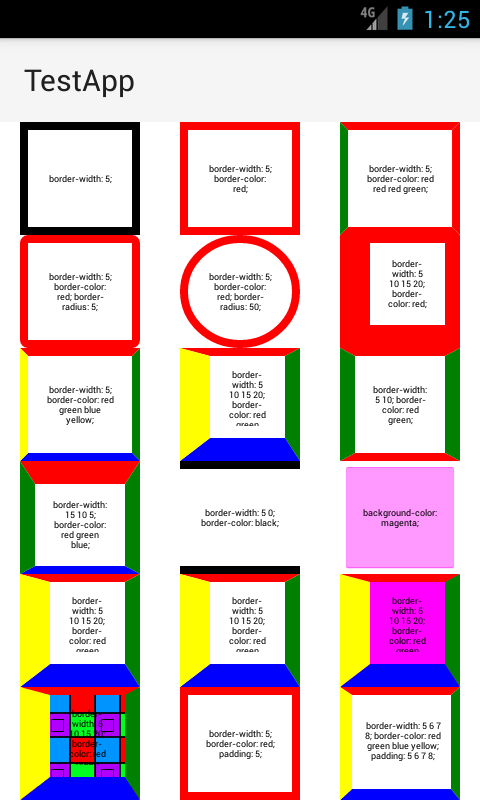 4G 1:25
TestApp
border-width: 5;
border-width: 5;
border-color:
red;
border-width: 5;
border-color: red
red red green;
border-width: 5;
border-color:
red; border-
radius: 5;
border-width: 5;
border-color:
red; border-
radius: 50;
border-
width: 5
10 15 20;
border-
color: red;
border-width: 5;
border-color: red
green blue
yellow;
border-
width: 5
10 15 20;
border-
color: red
green
border-width:
5 10; border-
color: red
green;
border-width:
15 10 5;
border-color:
red green
blue;
border-width: 5 0;
border-color: black;
background-color:
magenta;
border-
width: 5
10 15 20;
border-
color: red
green
border-
width: 5
10 15 20;
border-
color: red
green
border-
width: 5
10 15 20;
border-
color: red
green
border-
width: 5
10 15 20;
border-
color: red
border-width: 5;
border-color: red;
padding: 5;
border-width: 5 6 7
8; border-color: red
green blue yellow;
padding: 5 6 7 8;